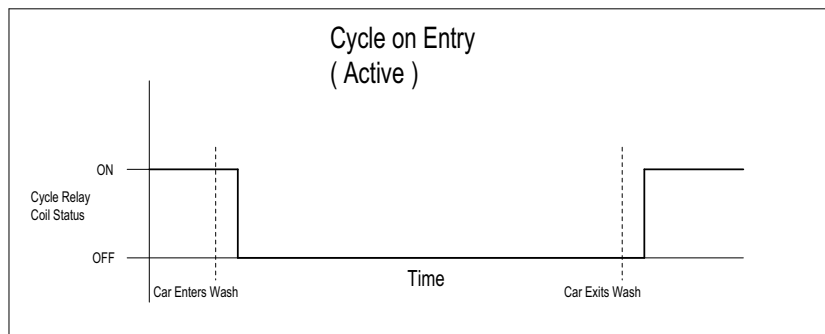 Cycle on Entry
( Active )
ON
Cycle Relay
Coil Status
OFF
Time
Car Enters Wash
Car Exits Wash